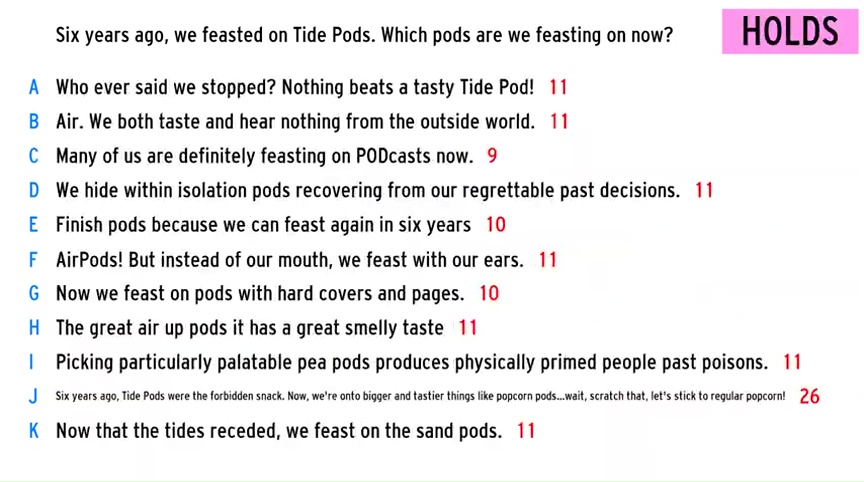 Six years ago, we feasted on Tide Pods. Which pods are we feasting on now?
HOLDS
A Who ever said we stopped? Nothing beats a tasty Tide Pod! 11
B Air. We both taste and hear nothing from the outside world. 11
C Many of us are definitely feasting on PODcasts now. 9
D We hide within isolation pods recovering from our regrettable past decisions. 11
E Finish pods because we can feast again in six years 10
F AirPods! But instead of our mouth, we feast with our ears. 11
G Now we feast on pods with hard covers and pages. 10
H The great air up pods it has a great smelly taste 11
I Picking particularly palatable pea pods produces physically primed people past poisons. 11
J Six years ago, Tide Pods were the forbidden snack. Now, we're onto bigger and tastier things like popcorn pods...wait, scratch that, let's stick to regular popcorn! 26
K Now that the tides receded, we feast on the sand pods. 11